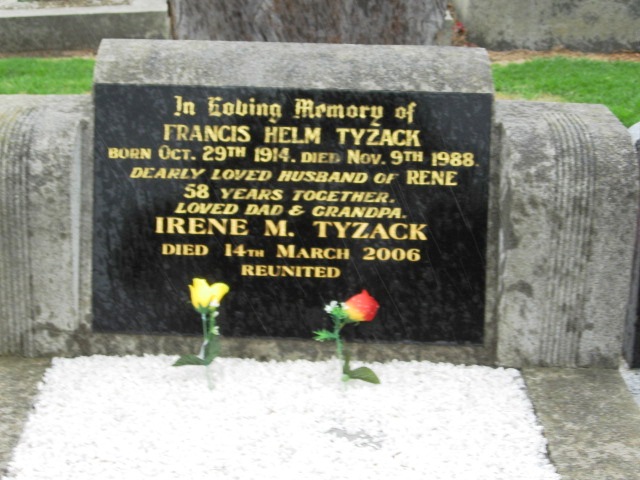 In Loving Memory of
FRANCIS HELM TYZACK
BORN OCT. 29TH 1914. DIED NOV. 9TH 1988.
DEARLY LOVED HUSBAND OF RENE
58 YEARS TOGETHER.
LOVED DAD & GRANDPA.
IRENE M. TYZACK
DIED 14TH MARCH 2006
REUNITED